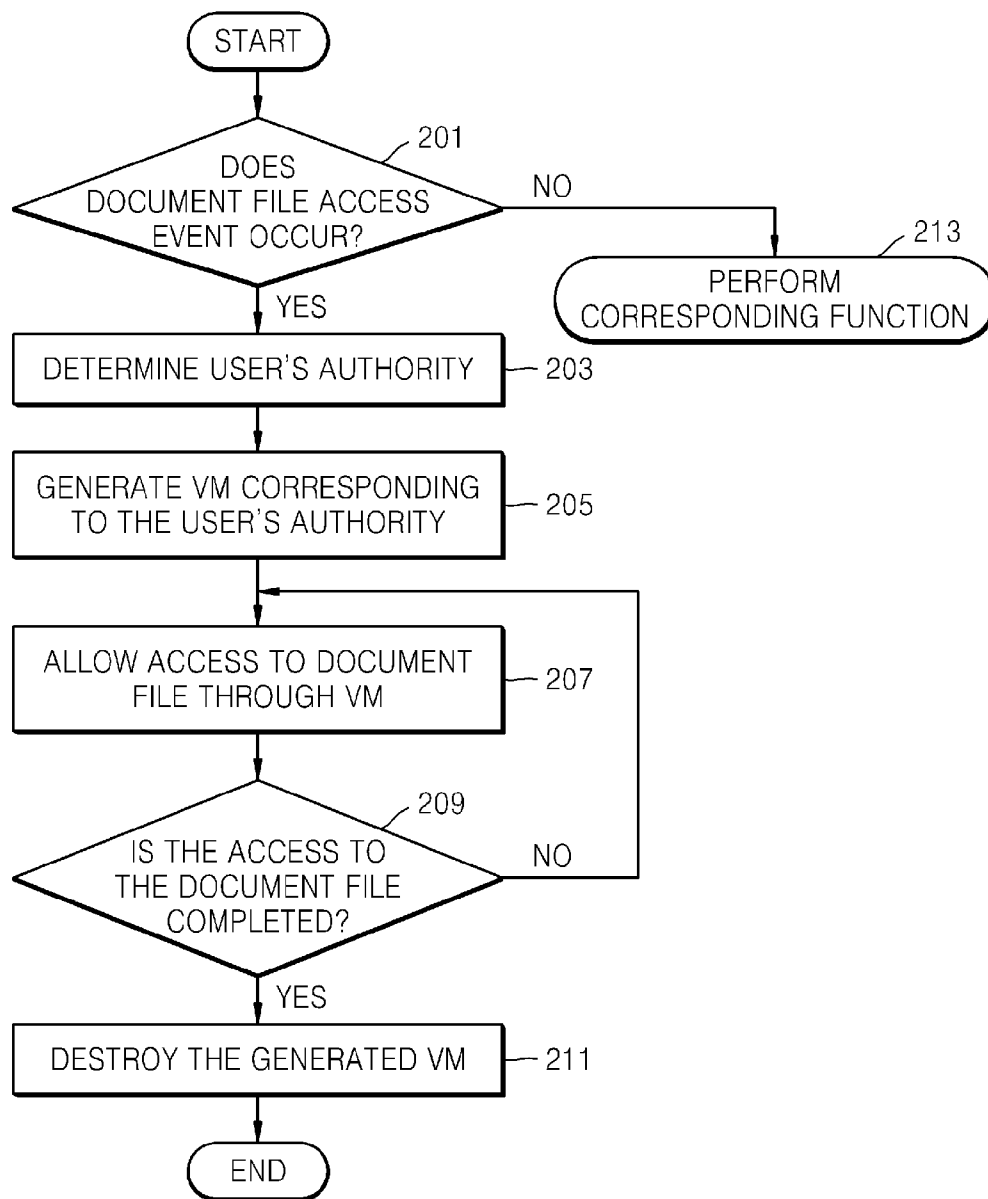 START
201
DOES
DOCUMENT FILE ACCESS
EVENT OCCUR?
NO
213
PERFORM
CORRESPONDING FUNCTION
YES
DETERMINE USER'S AUTHORITY
203
GENERATE VM CORRESPONDING
TO THE USER'S AUTHORITY
205
ALLOW ACCESS TO DOCUMENT
FILE THROUGH VM
207
209
IS THE ACCESS TO
THE DOCUMENT FILE
COMPLETED?
NO
YES
DESTROY THE GENERATED VM
211
END